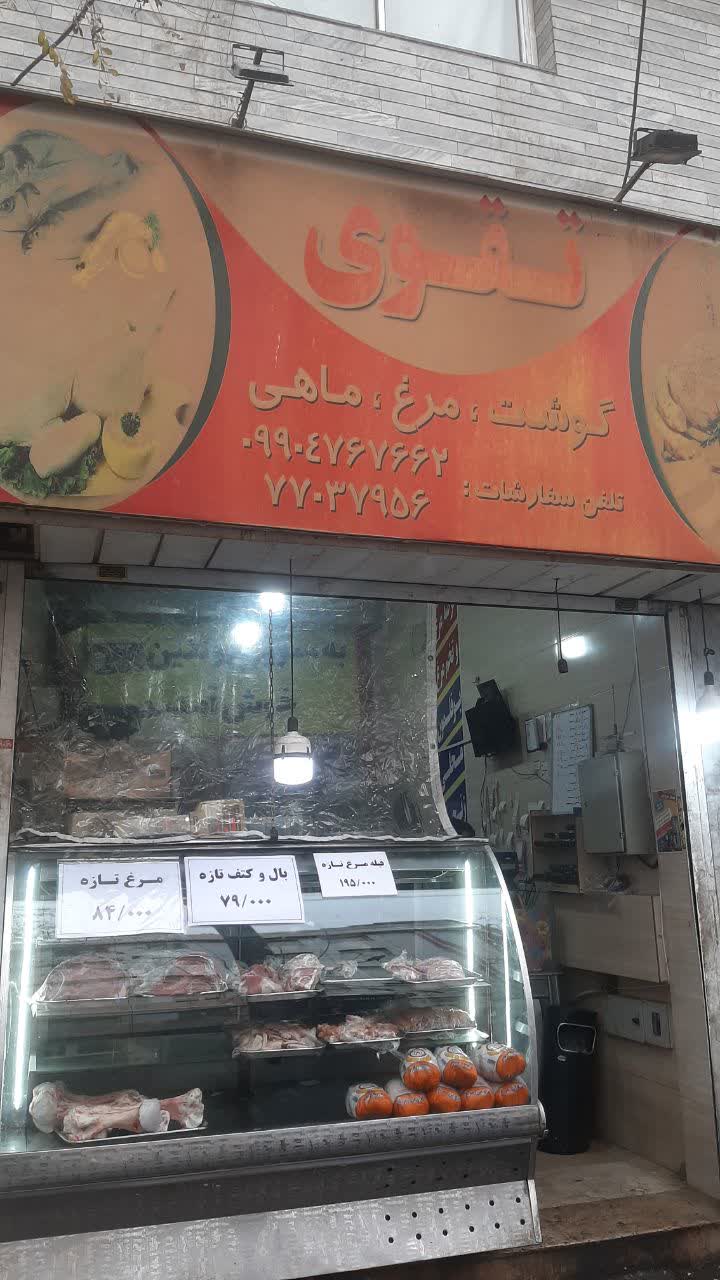 تقوی
گوشت ، مرغ ، ماهی
۰۹۹۰۴۷۶۷۶۶۲
تلفن سفارشات : ۷۷۰۳۷۹۵۶
مرغ تازه
۸۴/۰۰۰
بال و کتف تازه
۷۹/۰۰۰
فیله مرغ تازه
۱۹۵/۰۰۰